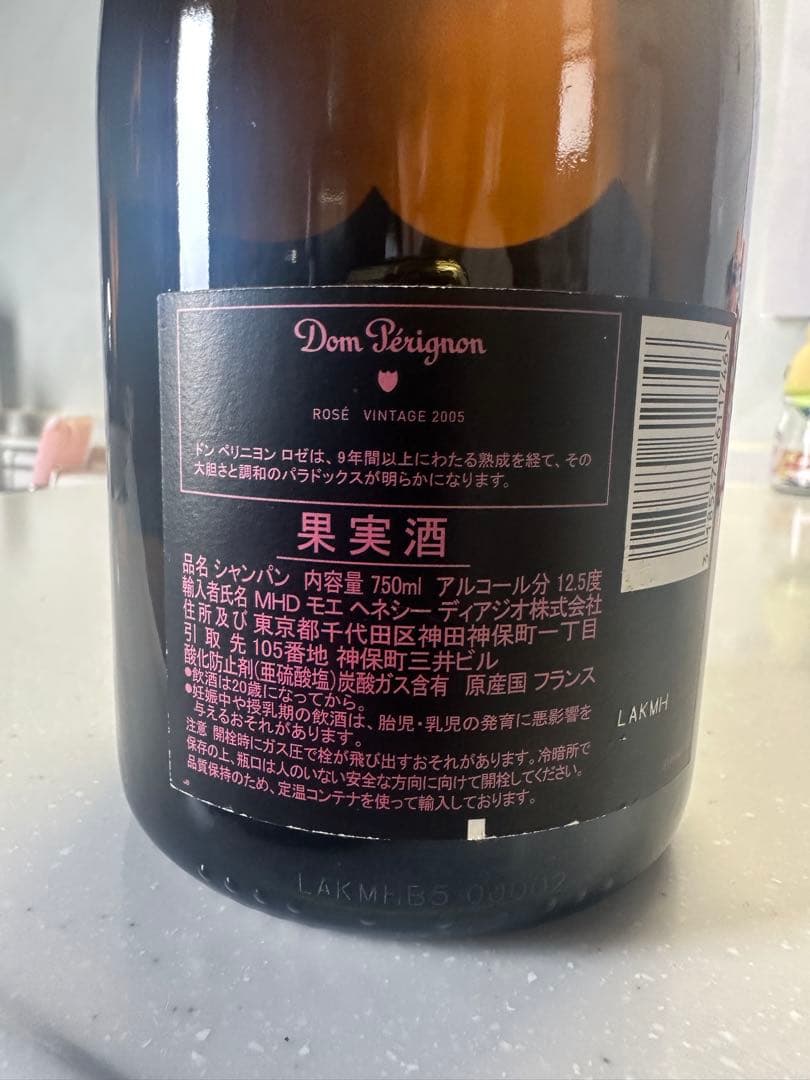 Dom Pérignon
ROSÉ VINTAGE 2005
ドン ペリニヨン ロゼは、9年間以上にわたる熟成を経て、その
大胆さと調和のパラドックスが明らかになります。
果実酒
品名 シャンパン 内容量 750ml アルコール分 12.5度
輸入者氏名 MHD モエ ヘネシー ディアジオ株式会社
住所及び 東京都千代田区神田神保町一丁目
引取先 105番地 神保町三井ビル
酸化防止剤(亜硫酸塩)炭酸ガス含有 原産国 フランス
●飲酒は20歳になってから。
●妊娠中や授乳期の飲酒は、胎児・乳児の発育に悪影響を
与えるおそれがあります。
注意 開栓時にガス圧で栓が飛び出すおそれがあります。冷暗所で
保存の上、瓶口は人のいない安全な方向に向けて開栓してください。
品質保持のため、定温コンテナを使って輸入しております。
LAKMH
LAKMHB5 00002